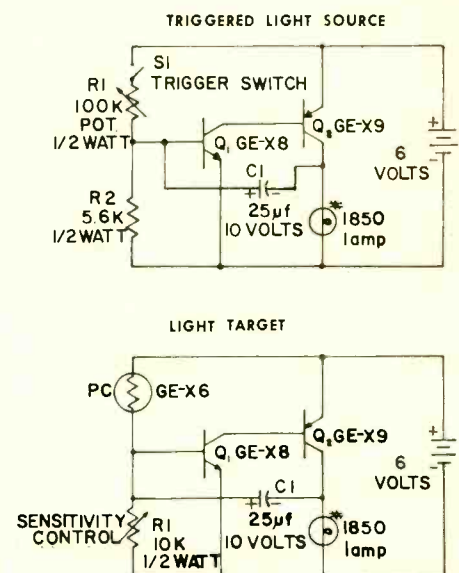 TRIGGERED LIGHT SOURCE
S1
TRIGGER SWITCH
R1
100K
POT.
1/2 WATT
Q1 GE-X8
Q2 GE-X9
+
-
6
VOLTS
C1
+ -
25µf
10 VOLTS
R2
5.6K
1/2 WATT
*
1850
lamp
LIGHT TARGET
PC
GE-X6
Q1 GE-X8
Q2 GE-X9
+
-
6
VOLTS
C1
+ -
25µf
10 VOLTS
SENSITIVITY
CONTROL
R1
10K
1/2 WATT
*
1850
lamp